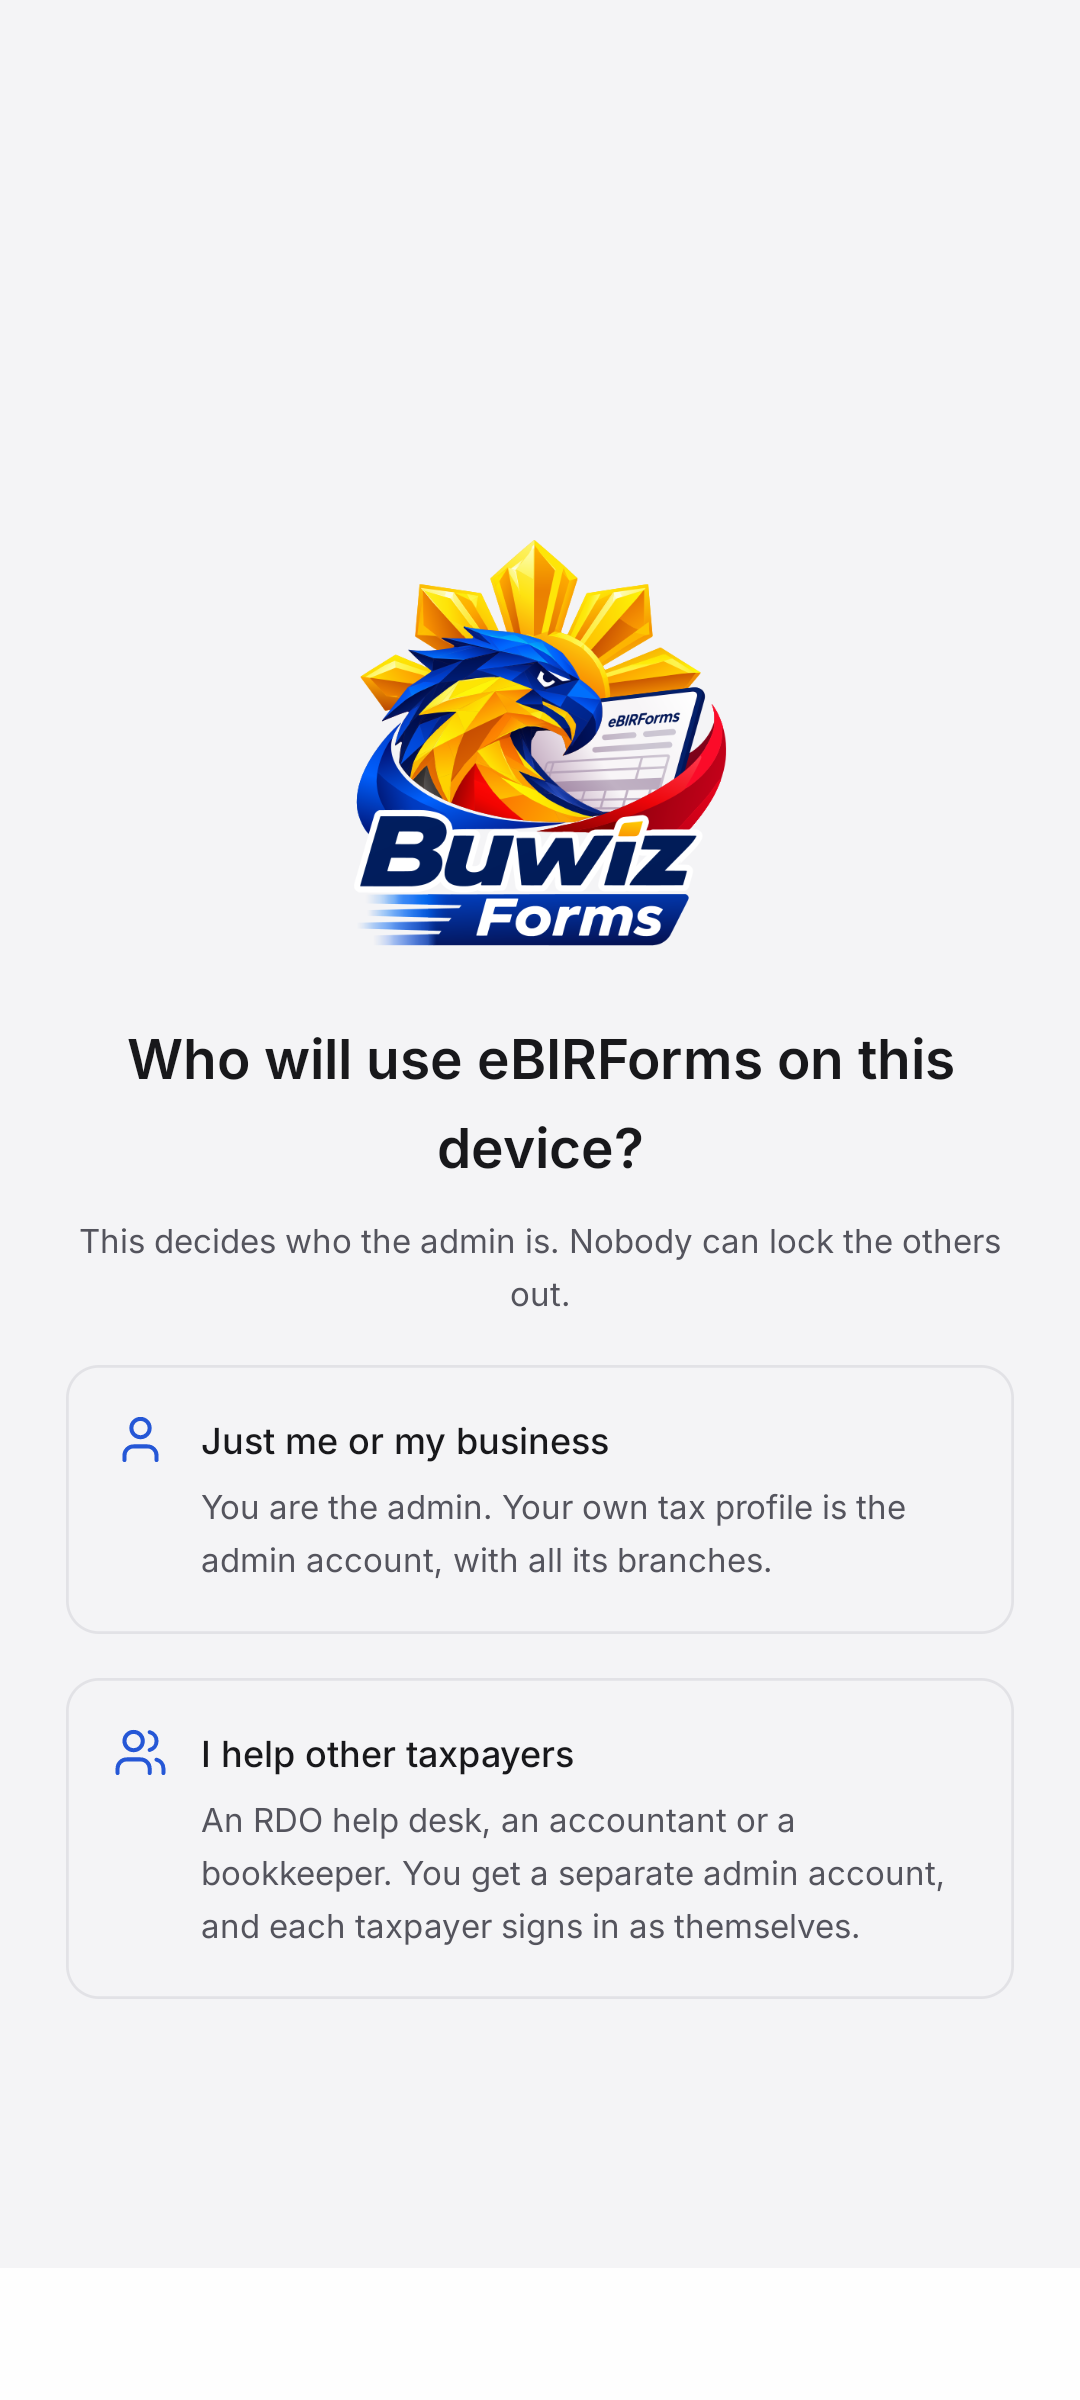 eBIRForms
Buwiz
Forms
Who will use eBIRForms on this
device?
This decides who the admin is. Nobody can lock the others
out.
Just me or my business
You are the admin. Your own tax profile is the
admin account, with all its branches.
I help other taxpayers
An RDO help desk, an accountant or a
bookkeeper. You get a separate admin account,
and each taxpayer signs in as themselves.